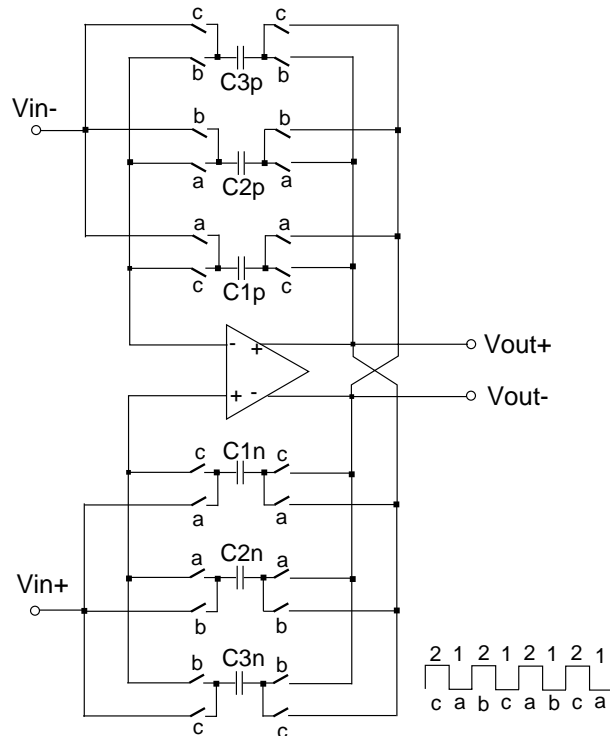 c c
b b
C3p
Vin-
b b
a a
C2p
a a
c c
C1p
- +
Vout+
+ -
Vout-
C1n
c c
a a
C2n
a a
Vin+
b b
C3n
b b
c c
2 1 2 1 2 1 2 1
c a b c a b c a